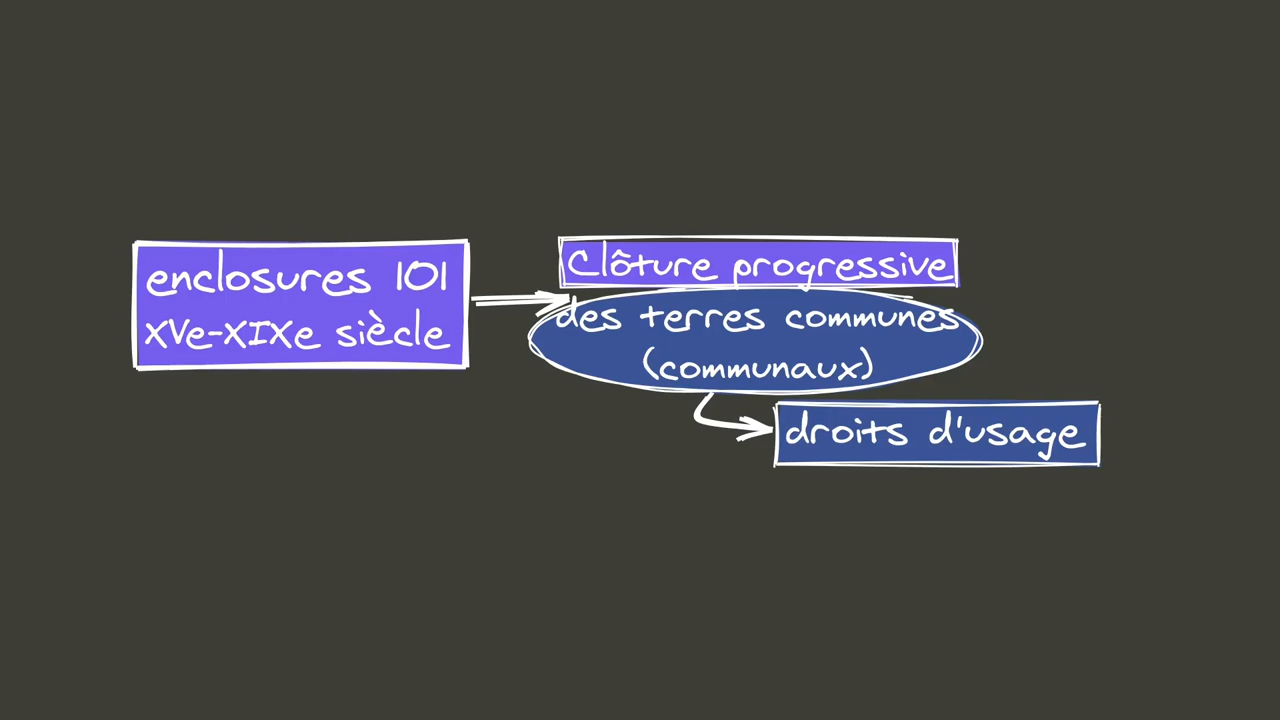 enclosures 101
XVe-XIXe siècle
Clôture progressive
des terres communes
(communaux)
droits d'usage